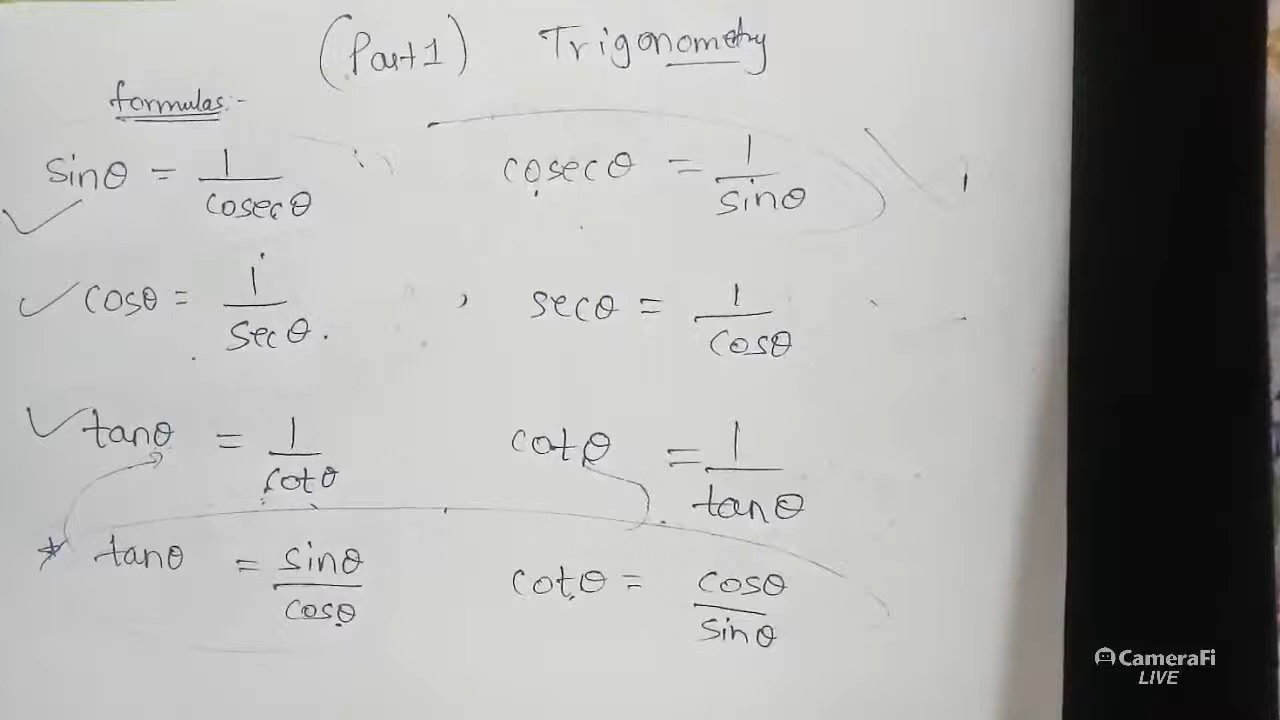 (Part 1) Trigonometry
formulas:-
sinθ = 1/cosecθ cosecθ = 1/sinθ
cosθ = 1/secθ. , secθ = 1/cosθ
tanθ = 1/cotθ cotθ = 1/tanθ
* tanθ = sinθ/cosθ cotθ = cosθ/sinθ
CameraFi
LIVE